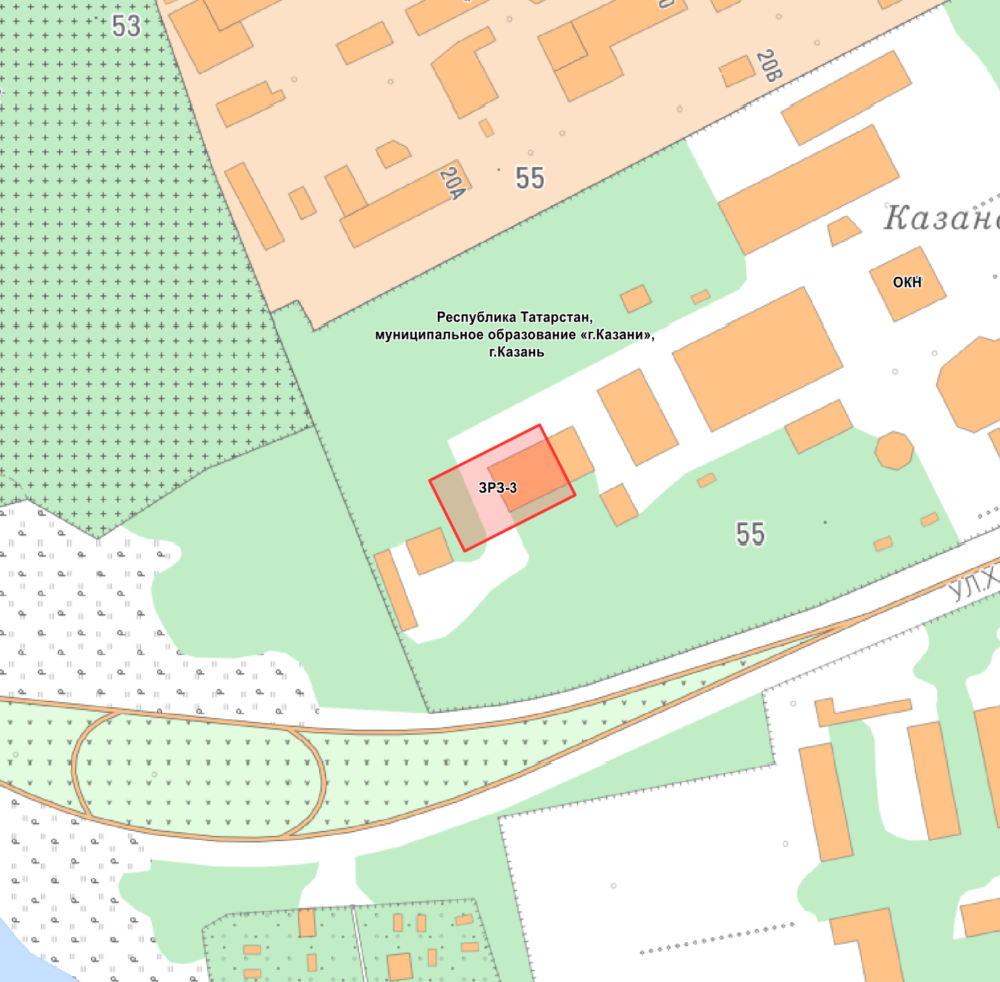 53
20В
55
20А
Казан
ОКН
Республика Татарстан,
муниципальное образование «г.Казани»,
г.Казань
ЗРЗ-3
55
УЛ.Х